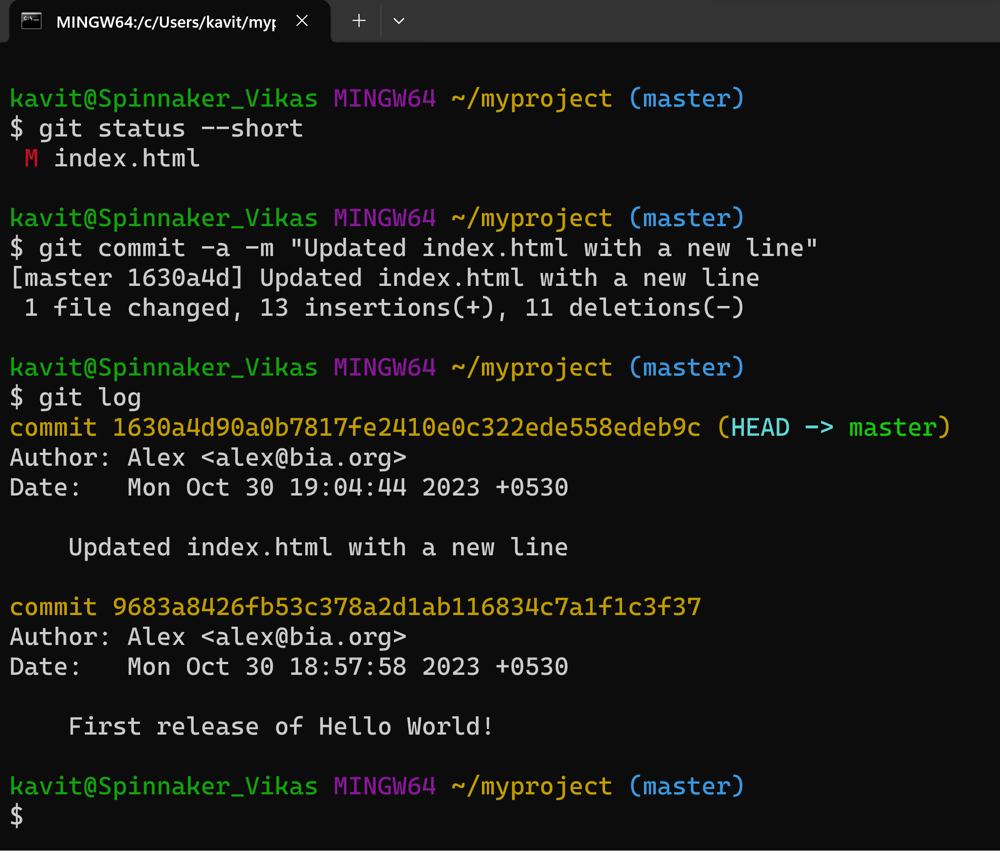 MINGW64:/c/Users/kavit/myp
kavit@Spinnaker_Vikas MINGW64 ~/myproject (master)
$ git status --short
 M index.html
kavit@Spinnaker_Vikas MINGW64 ~/myproject (master)
$ git commit -a -m "Updated index.html with a new line"
[master 1630a4d] Updated index.html with a new line
 1 file changed, 13 insertions(+), 11 deletions(-)
kavit@Spinnaker_Vikas MINGW64 ~/myproject (master)
$ git log
commit 1630a4d90a0b7817fe2410e0c322ede558edeb9c (HEAD -> master)
Author: Alex <alex@bia.org>
Date:   Mon Oct 30 19:04:44 2023 +0530
    Updated index.html with a new line
commit 9683a8426fb53c378a2d1ab116834c7a1f1c3f37
Author: Alex <alex@bia.org>
Date:   Mon Oct 30 18:57:58 2023 +0530
    First release of Hello World!
kavit@Spinnaker_Vikas MINGW64 ~/myproject (master)
$